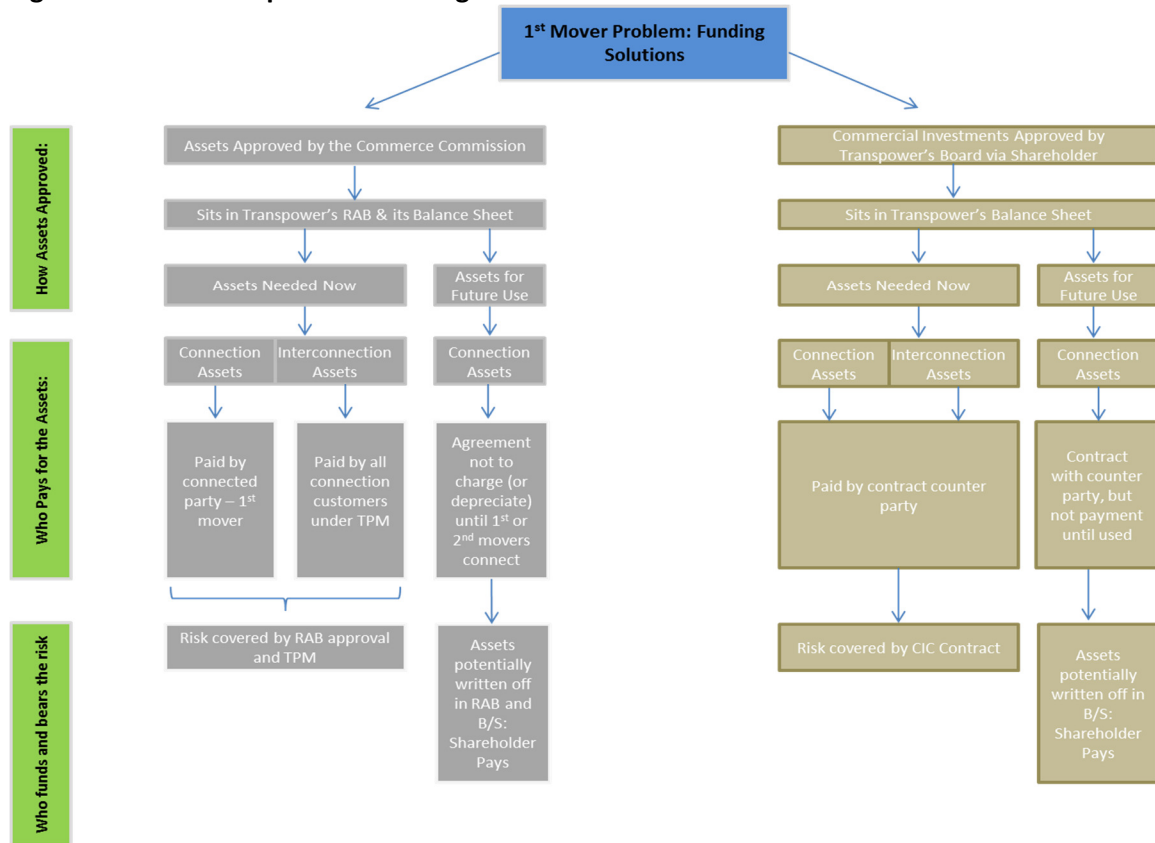 1st Mover Problem: Funding
Solutions
How Assets Approved:
Assets Approved by the Commerce Commission
Commercial Investments Approved by
Transpower's Board via Shareholder
Sits in Transpower's RAB & its Balance Sheet
Sits in Transpower's Balance Sheet
Assets Needed Now
Assets for
Future Use
Assets Needed Now
Assets for
Future Use
Who Pays for the Assets:
Connection
Assets
Interconnection
Assets
Connection
Assets
Connection
Assets
Interconnection
Assets
Connection
Assets
Paid by
connected
party – 1st
mover
Paid by all
connection
customers
under TPM
Agreement
not to
charge (or
depreciate)
until 1st or
2nd movers
connect
Paid by contract counter
party
Contract
with counter
party, but
not payment
until used
Who funds and bears the risk
Risk covered by RAB approval
and TPM
Assets
potentially
written off
in RAB and
B/S:
Shareholder
Pays
Risk covered by CIC Contract
Assets
potentially
written off in
B/S:
Shareholder
Pays